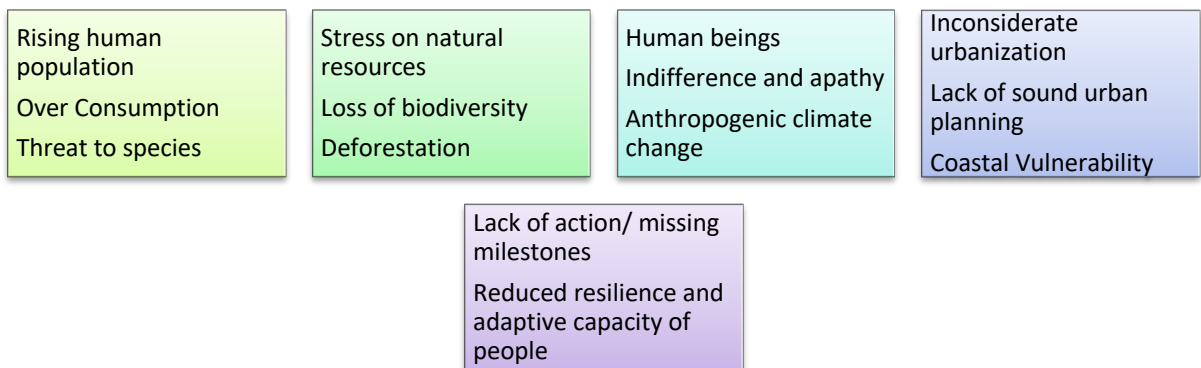 Rising human
population
Over Consumption
Threat to species
Stress on natural
resources
Loss of biodiversity
Deforestation
Human beings
Indifference and apathy
Anthropogenic climate
change
Inconsiderate
urbanization
Lack of sound urban
planning
Coastal Vulnerability
Lack of action/ missing
milestones
Reduced resilience and
adaptive capacity of
people